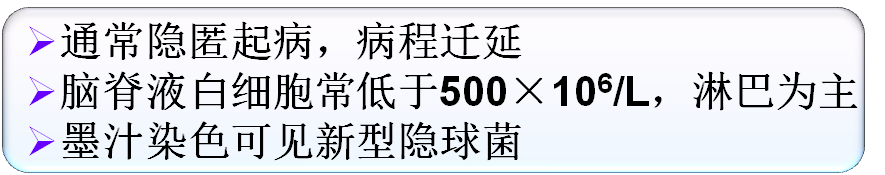 ➢通常隐匿起病，病程迁延
➢脑脊液白细胞常低于500×10⁶/L，淋巴为主
➢墨汁染色可见新型隐球菌